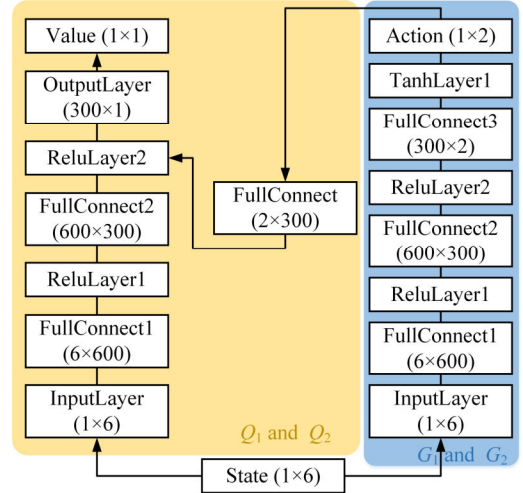 Value (1×1)
OutputLayer
(300×1)
ReluLayer2
FullConnect2
(600×300)
ReluLayer1
FullConnect1
(6×600)
InputLayer
(1×6)
Q1 and Q2
FullConnect
(2×300)
Action (1×2)
TanhLayer1
FullConnect3
(300×2)
ReluLayer2
FullConnect2
(600×300)
ReluLayer1
FullConnect1
(6×600)
InputLayer
(1×6)
G1 and G2
State (1×6)